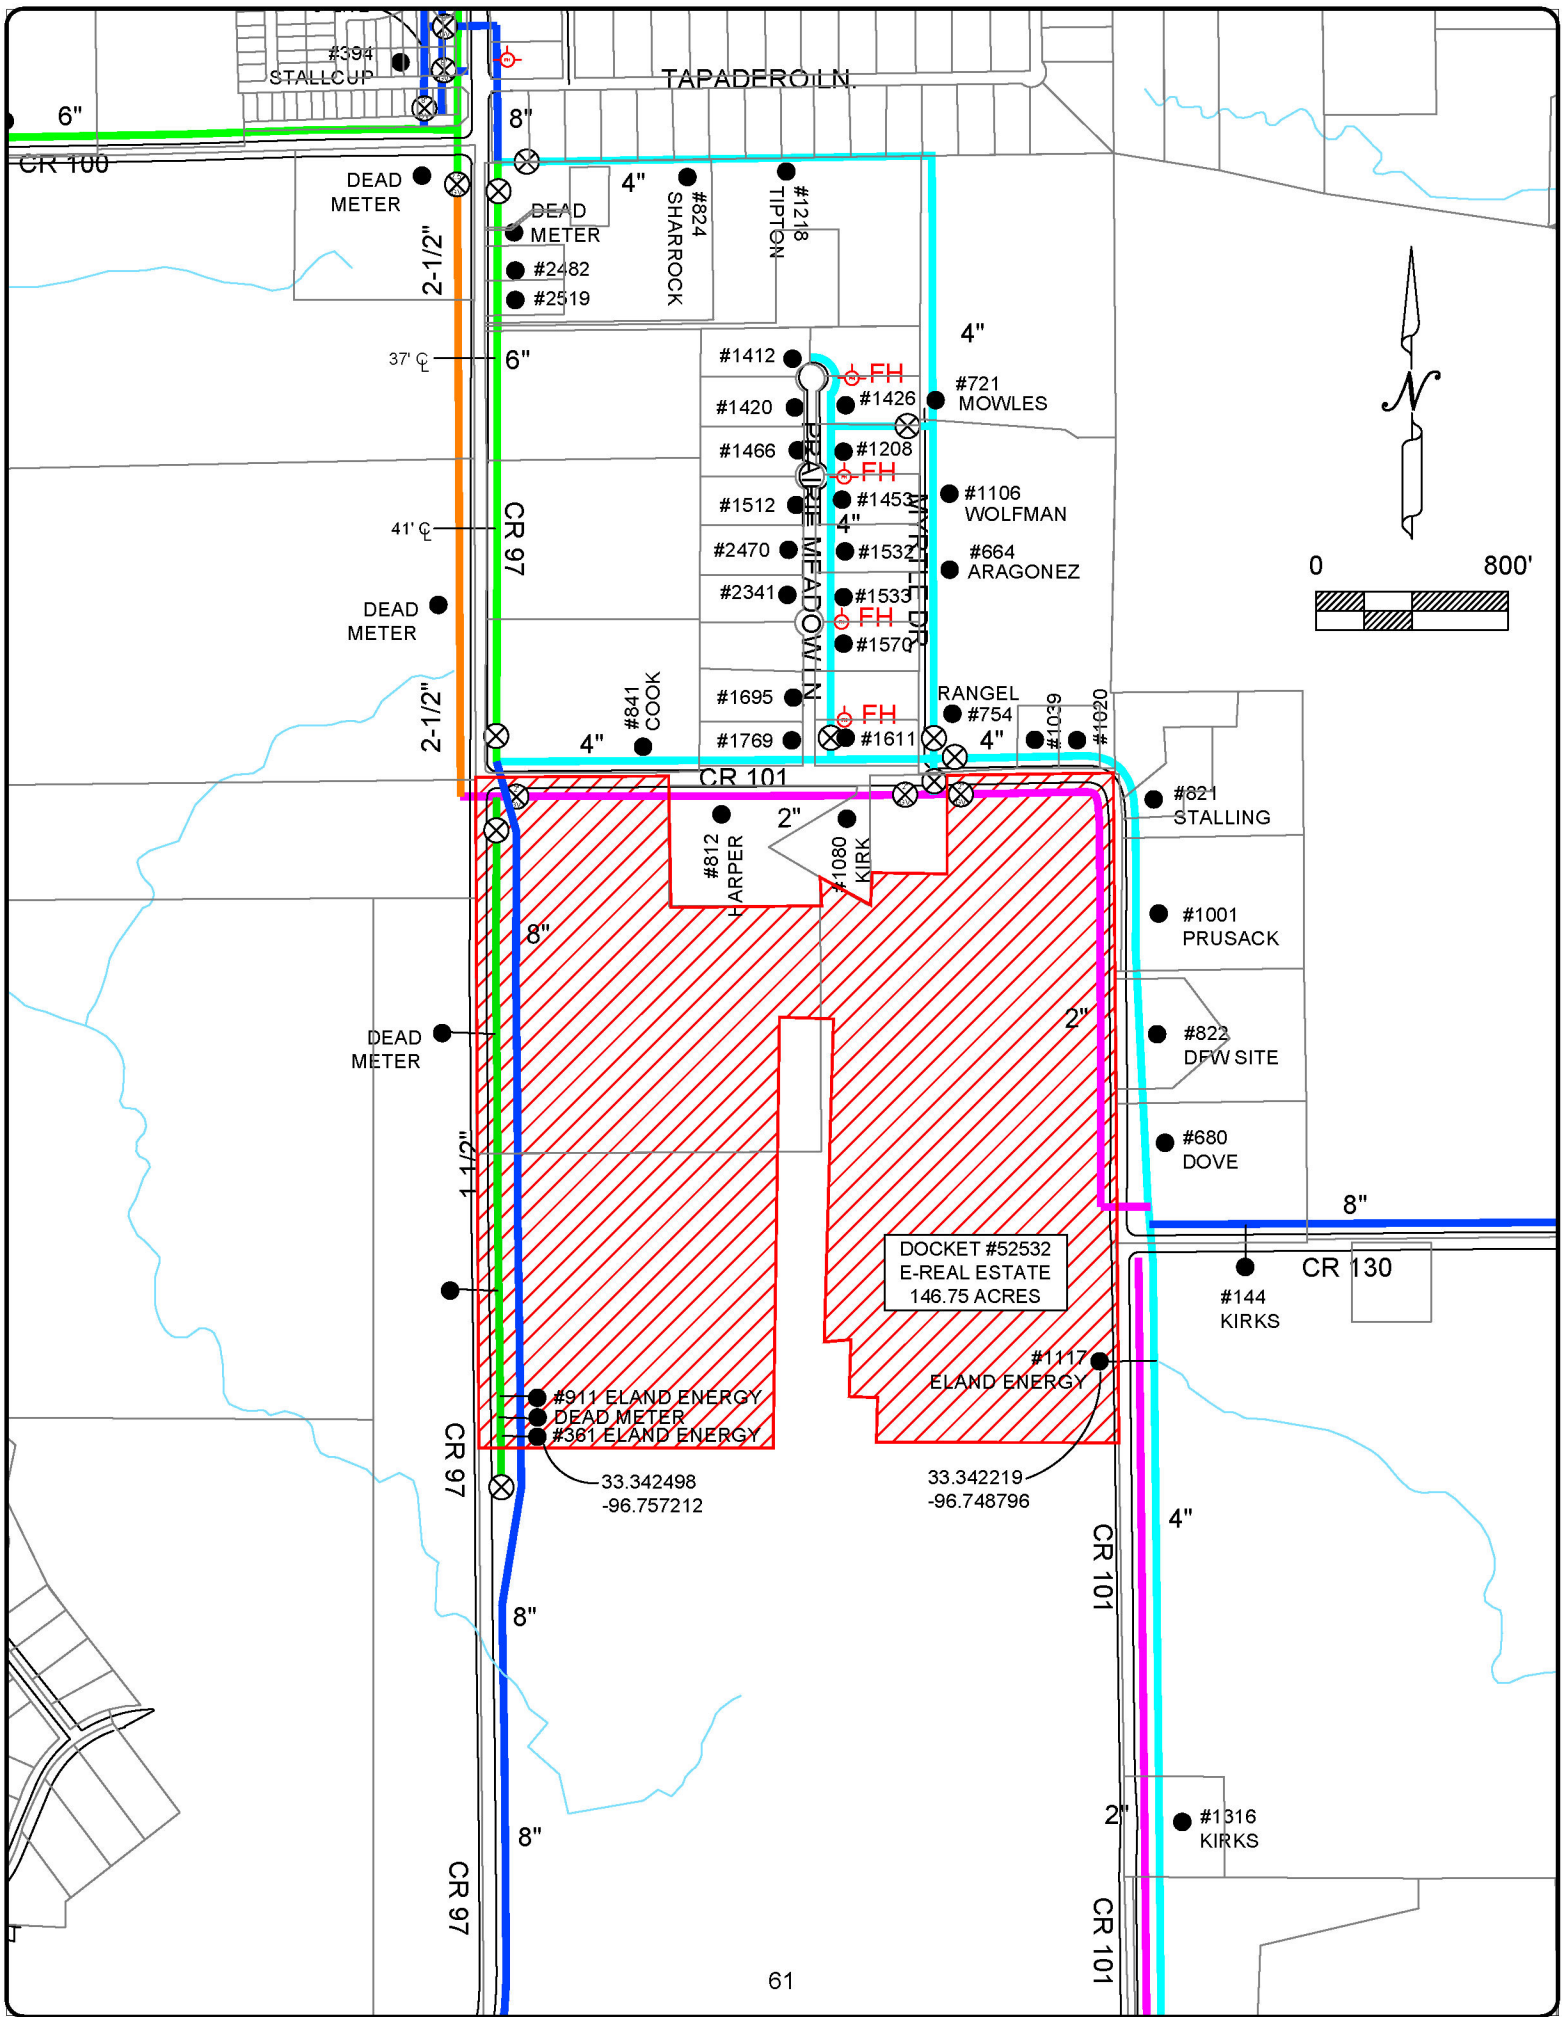 #394
STALLCUP
TAPADERO LN.
6"
8"
CR 100
DEAD
METER
4"
#824
SHARROCK
#1218
TIPTON
DEAD
METER
2-1/2"
#2482
#2519
4"
37' ℄
6"
#1412
FH
#721
MOWLES
#1420
#1426
#1466
#1208
FH
PRAIRIE MEADOW LN
#1453
#1106
WOLFMAN
#1512
4"
MYRTLE DR
41' ℄
CR 97
#2470
#1532
#664
ARAGONEZ
0 800'
N
DEAD
METER
#2341
#1533
FH
#1570
2-1/2"
#841
COOK
#1695
RANGEL
#754
#1039
#1020
FH
4"
#1769
#1611
4"
CR 101
2"
#821
STALLING
#812
HARPER
#1080
KIRK
8"
#1001
PRUSACK
2"
DEAD
METER
#822
DFW SITE
1 1/2"
#680
DOVE
8"
DOCKET #52532
E-REAL ESTATE
146.75 ACRES
CR 130
#144
KIRKS
#1117
ELAND ENERGY
#911 ELAND ENERGY
DEAD METER
#361 ELAND ENERGY
CR 97
33.342498
-96.757212
33.342219
-96.748796
4"
CR 101
8"
2"
#1316
KIRKS
8"
CR 97
CR 101
61